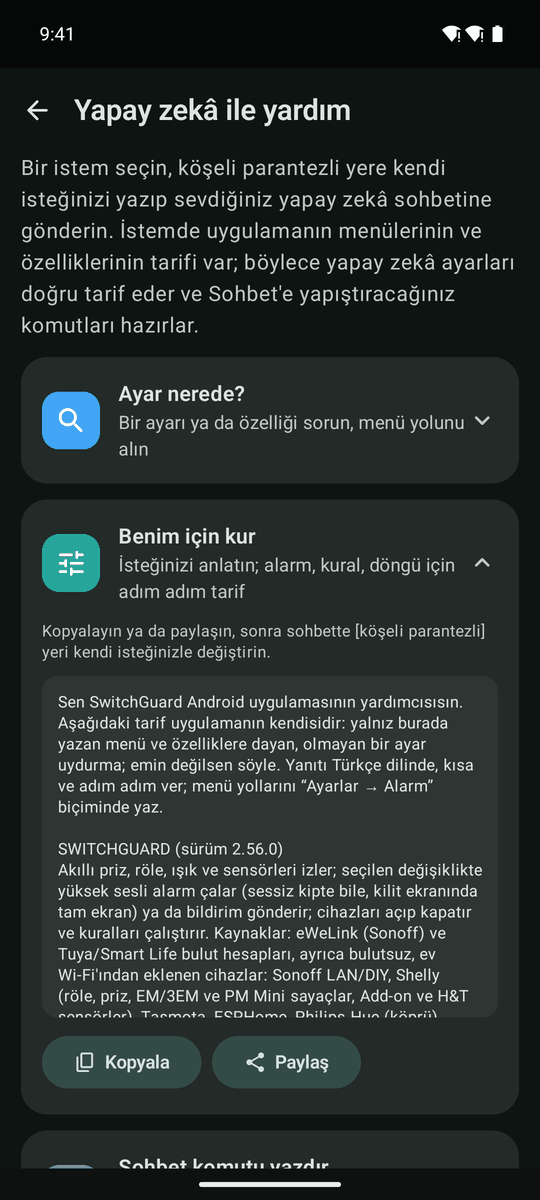 9:41
Yapay zekâ ile yardım
Bir istem seçin, köşeli parantezli yere kendi
isteğinizi yazıp sevdiğiniz yapay zekâ sohbetine
gönderin. İstemde uygulamanın menülerinin ve
özelliklerinin tarifi var; böylece yapay zekâ ayarları
doğru tarif eder ve Sohbet'e yapıştıracağınız
komutları hazırlar.
Ayar nerede?
Bir ayarı ya da özelliği sorun, menü yolunu
alın
Benim için kur
İsteğinizi anlatın; alarm, kural, döngü için
adım adım tarif
Kopyalayın ya da paylaşın, sonra sohbette [köşeli parantezli]
yeri kendi isteğinizle değiştirin.
Sen SwitchGuard Android uygulamasının yardımcısısın.
Aşağıdaki tarif uygulamanın kendisidir: yalnız burada
yazan menü ve özelliklere dayan, olmayan bir ayar
uydurma; emin değilsen söyle. Yanıtı Türkçe dilinde, kısa
ve adım adım ver; menü yollarını “Ayarlar → Alarm”
biçiminde yaz.
SWITCHGUARD (sürüm 2.56.0)
Akıllı priz, röle, ışık ve sensörleri izler; seçilen değişiklikte
yüksek sesli alarm çalar (sessiz kipte bile, kilit ekranında
tam ekran) ya da bildirim gönderir; cihazları açıp kapatır
ve kuralları çalıştırır. Kaynaklar: eWeLink (Sonoff) ve
Tuya/Smart Life bulut hesapları, ayrıca bulutsuz, ev
Wi-Fi'ından eklenen cihazlar: Sonoff LAN/DIY, Shelly
(röle, priz, EM/3EM ve PM Mini sayaçlar, Add-on ve H&T
sensörler), Tasmota, ESPHome, Philips Hue (köprü)
Kopyala
Paylaş
Sohbet komutu yazdır